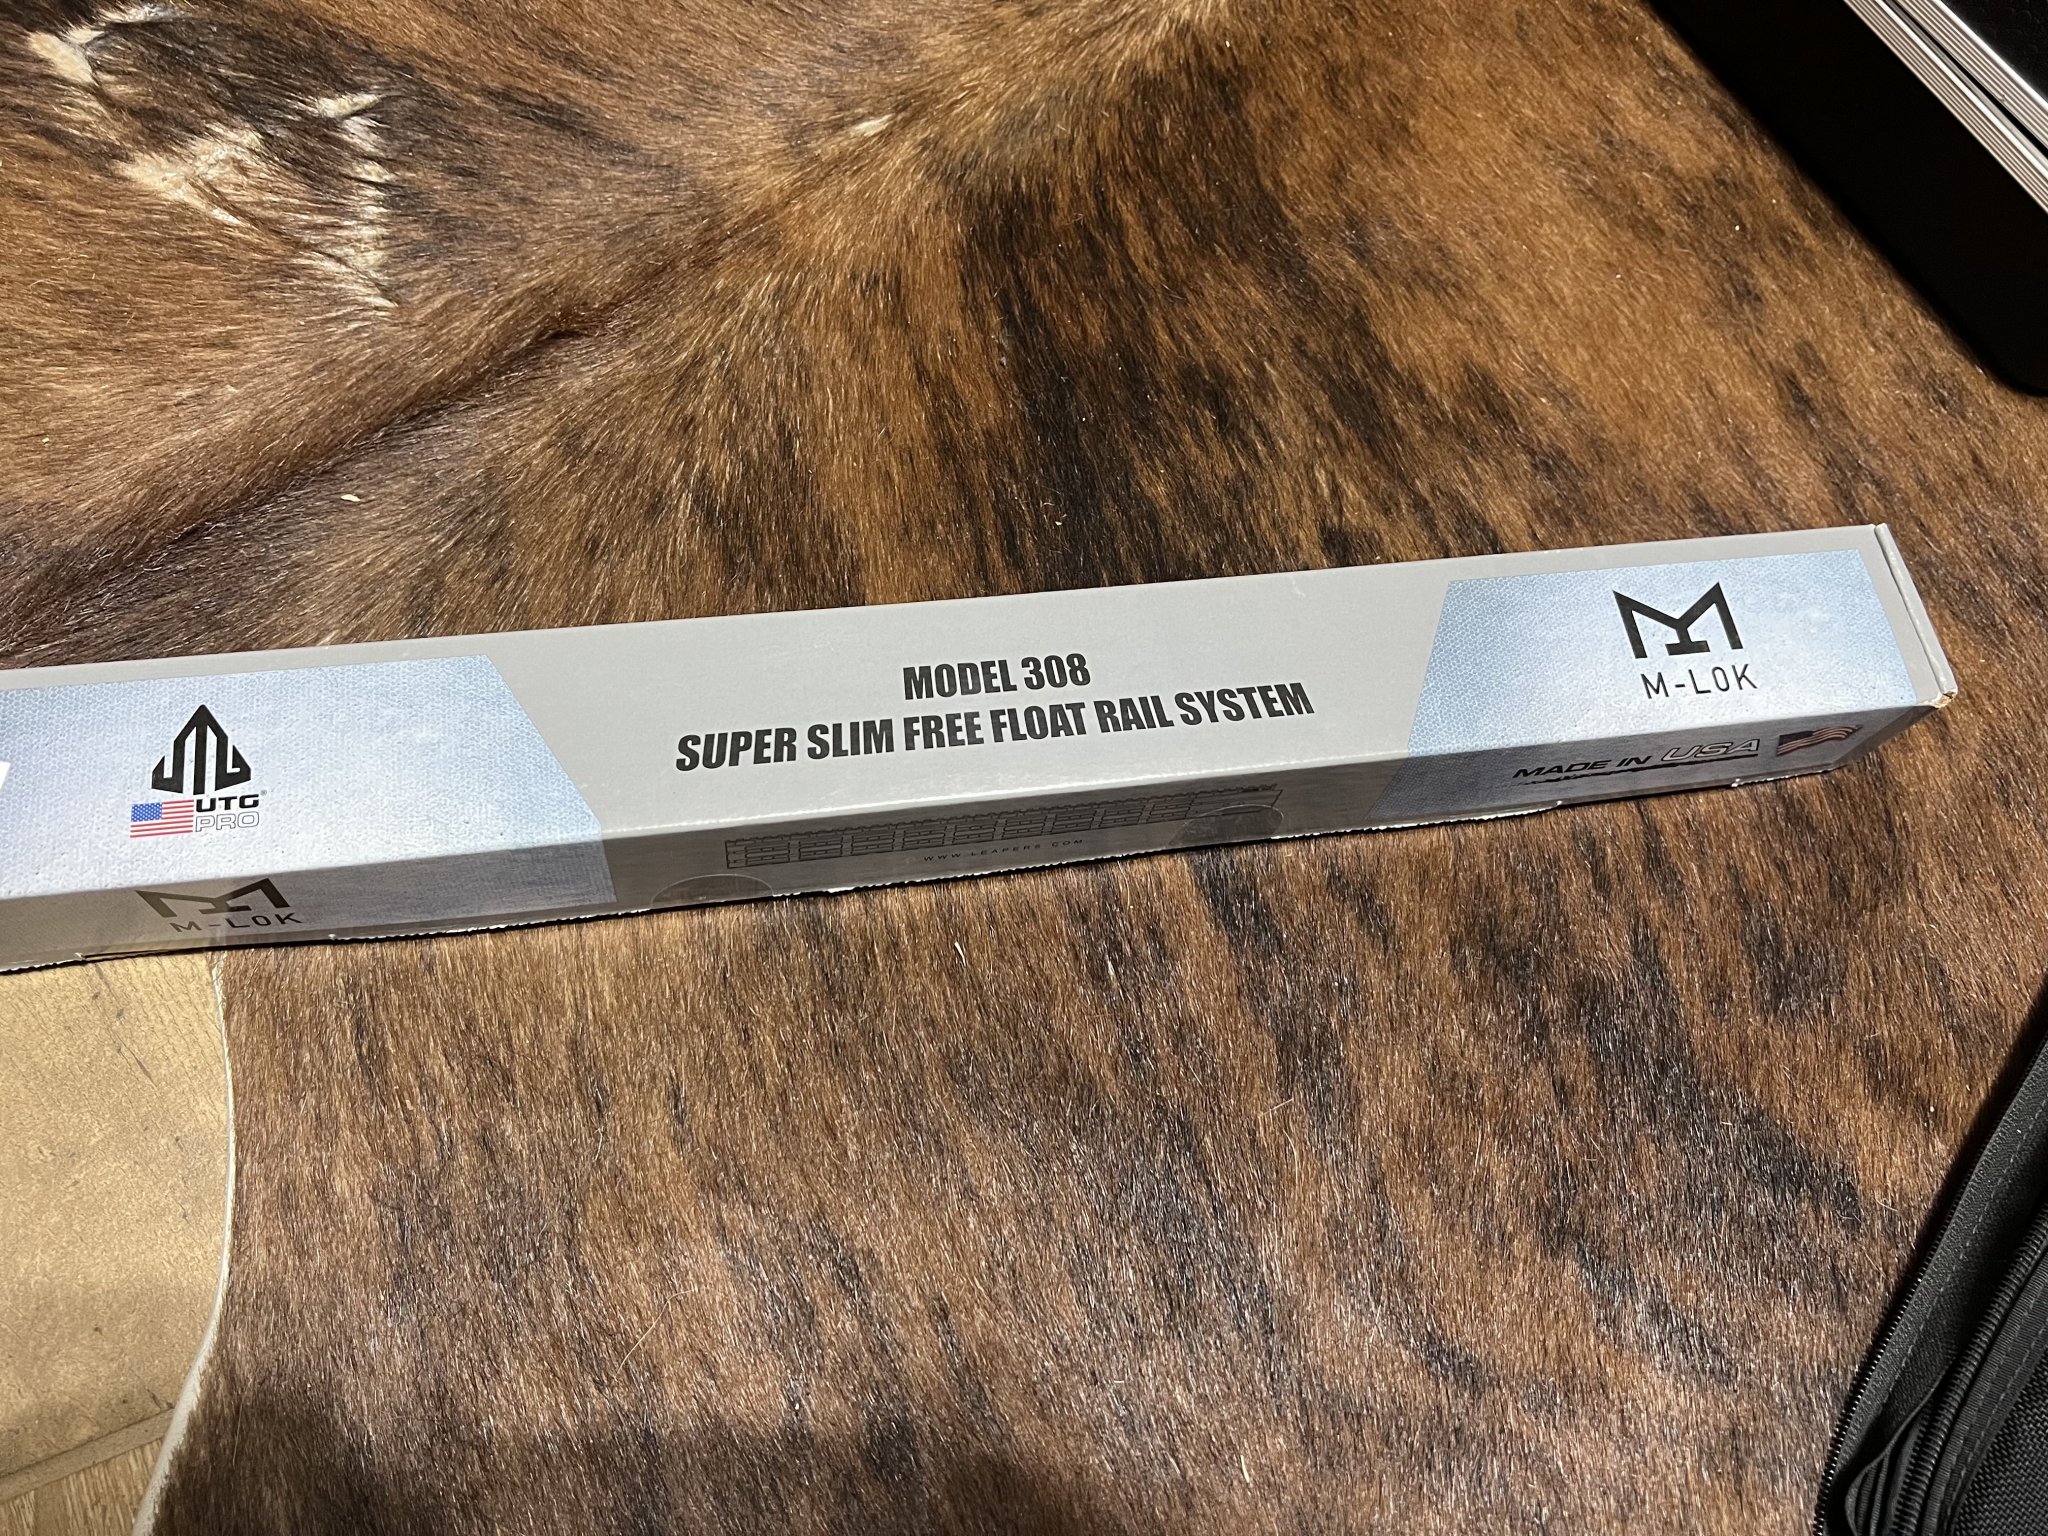 MODEL 308
SUPER SLIM FREE FLOAT RAIL SYSTEM
M-LOK
UTG®
PRO
MADE IN USA
WWW.LEAPERS.COM
M-LOK